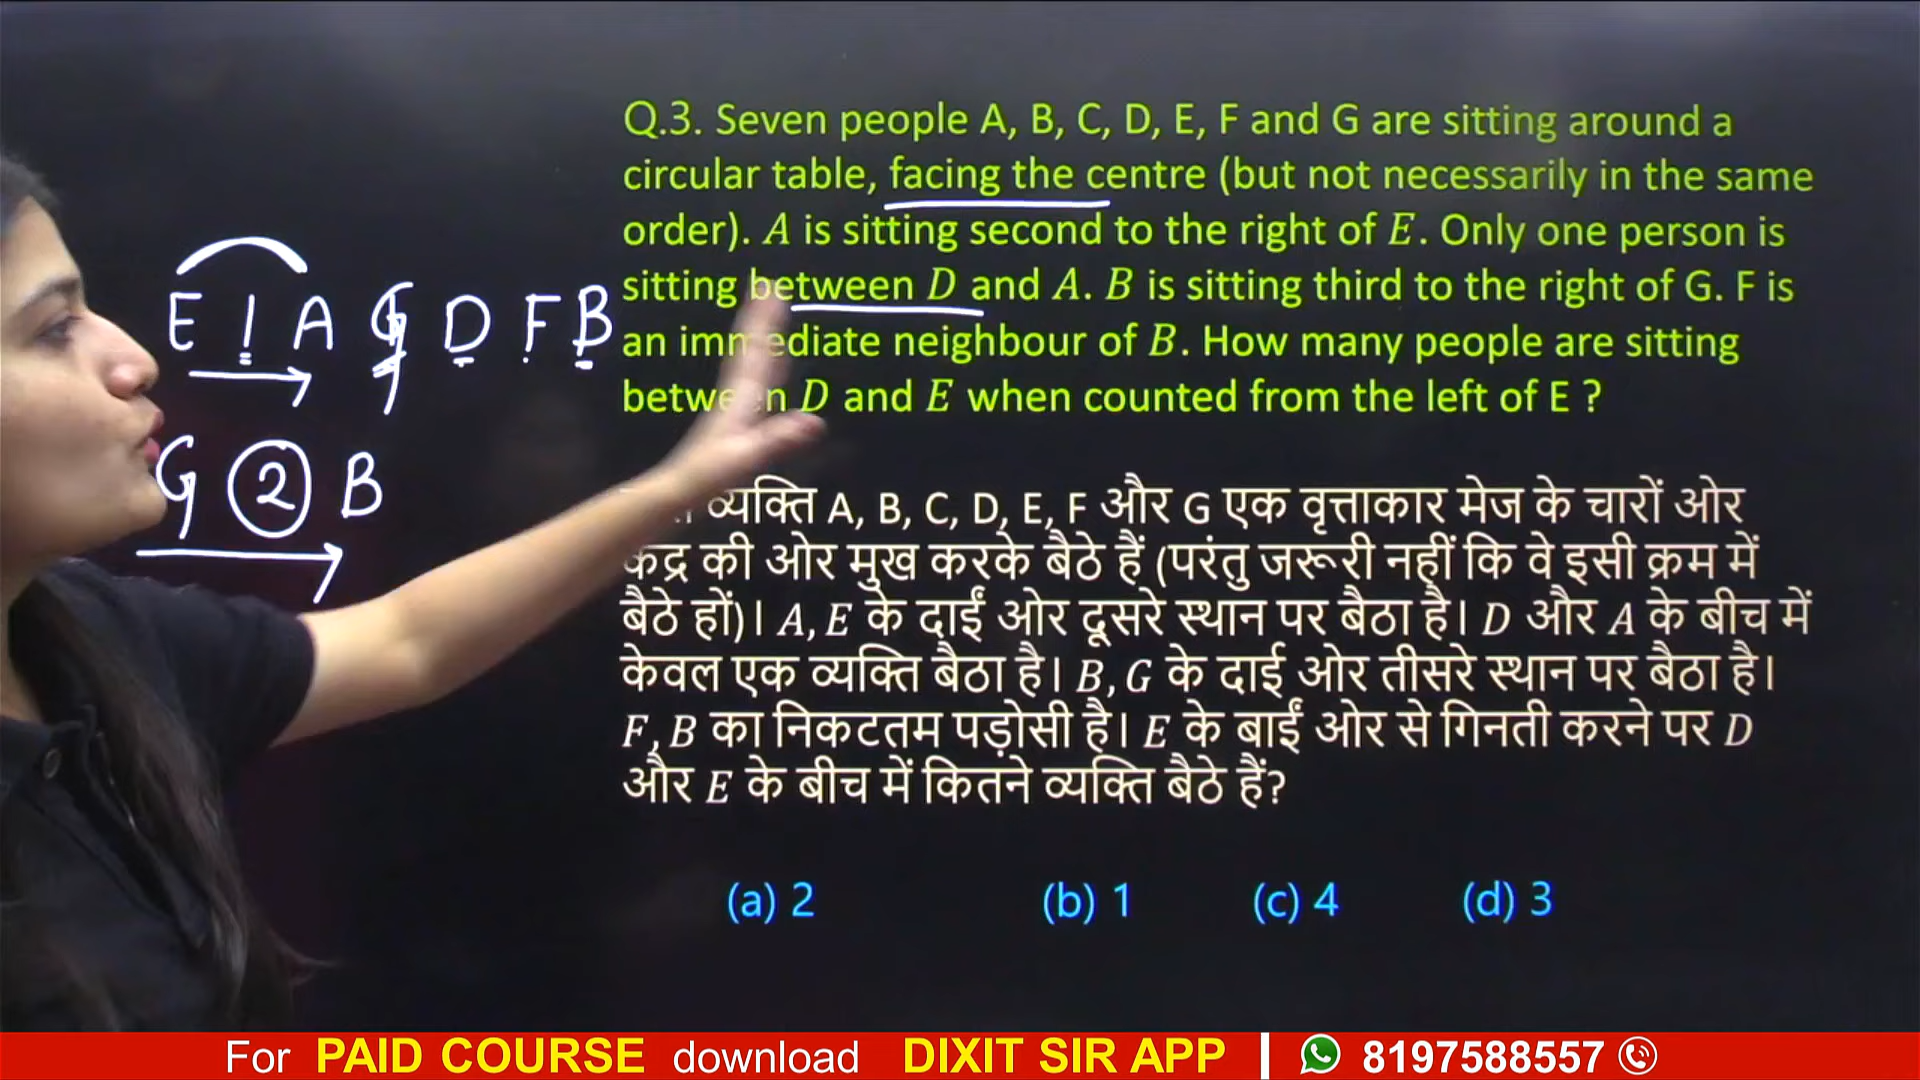 Q.3. Seven people A, B, C, D, E, F and G are sitting around a
circular table, facing the centre (but not necessarily in the same
order). A is sitting second to the right of E. Only one person is
sitting between D and A. B is sitting third to the right of G. F is
an immediate neighbour of B. How many people are sitting
between D and E when counted from the left of E ?
E 1 A G D F B
G 2 B
व्यक्ति A, B, C, D, E, F और G एक वृत्ताकार मेज के चारों ओर
केंद्र की ओर मुख करके बैठे हैं (परंतु जरूरी नहीं कि वे इसी क्रम में
बैठे हों)। A, E के दाईं ओर दूसरे स्थान पर बैठा है। D और A के बीच में
केवल एक व्यक्ति बैठा है। B, G के दाई ओर तीसरे स्थान पर बैठा है।
F, B का निकटतम पड़ोसी है। E के बाईं ओर से गिनती करने पर D
और E के बीच में कितने व्यक्ति बैठे हैं?
(a) 2 (b) 1 (c) 4 (d) 3
For PAID COURSE download DIXIT SIR APP | 8197588557